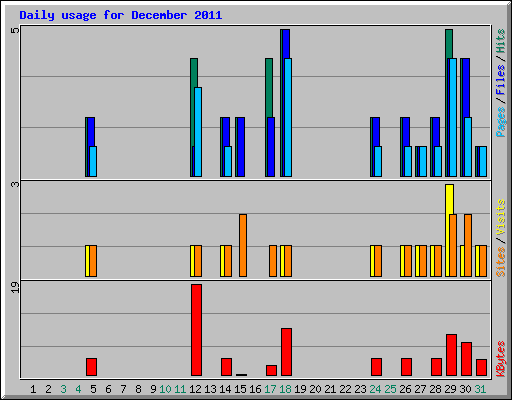 Daily usage for December 2011
5
Pages/Files/Hits
3
Sites/Visits
19
KBytes
1 2 3 4 5 6 7 8 9 10 11 12 13 14 15 16 17 18 19 20 21 22 23 24 25 26 27 28 29 30 31